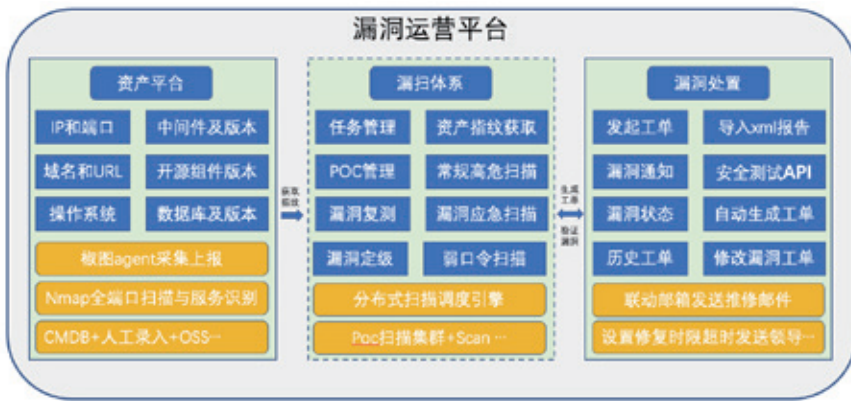 漏洞运营平台
资产平台
IP和端口
中间件及版本
域名和URL
开源组件版本
操作系统
数据库及版本
椒图agent采集上报
Nmap全端口扫描与服务识别
CMDB+人工录入+OSS…
获取
指纹
漏扫体系
任务管理
资产指纹获取
POC管理
常规高危扫描
漏洞复测
漏洞应急扫描
漏洞定级
弱口令扫描
分布式扫描调度引擎
Poc扫描集群+Scan …
生成
工单
验证
漏洞
漏洞处置
发起工单
导入xml报告
漏洞通知
安全测试API
漏洞状态
自动生成工单
历史工单
修改漏洞工单
联动邮箱发送推修邮件
设置修复时限超时发送领导…